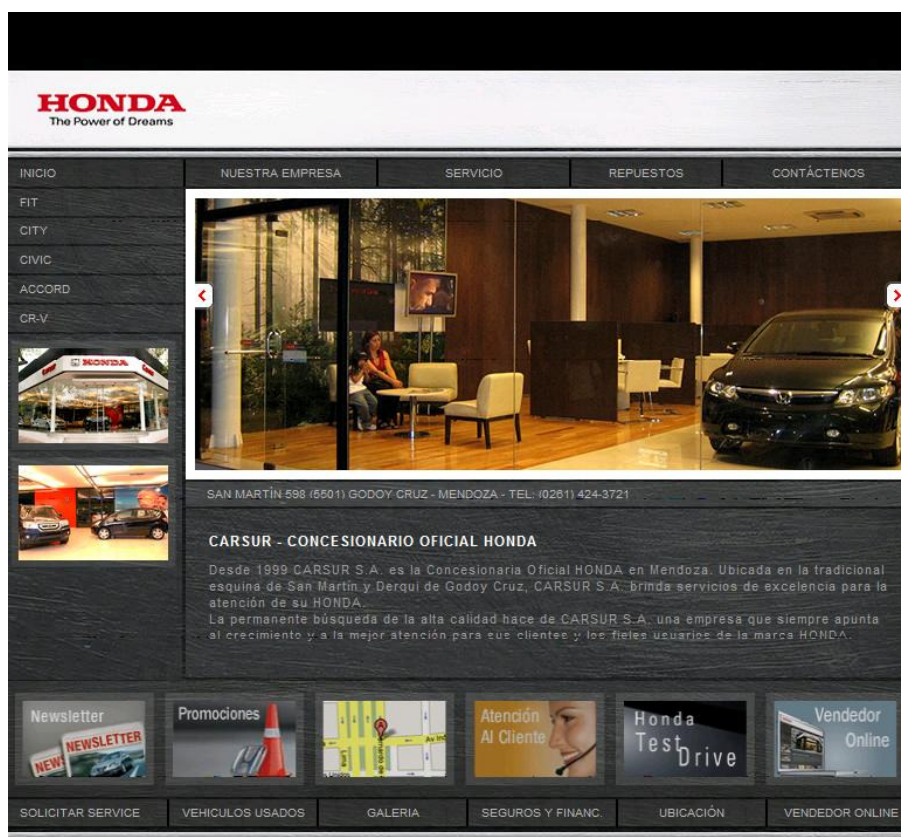 HONDA
The Power of Dreams
INICIO
NUESTRA EMPRESA
SERVICIO
REPUESTOS
CONTÁCTENOS
FIT
CITY
CIVIC
ACCORD
CR-V
HONDA
SAN MARTÍN 598 (5501) GODOY CRUZ - MENDOZA - TEL: (0261) 424-3721
CARSUR - CONCESIONARIO OFICIAL HONDA
Desde 1999 CARSUR S.A. es la Concesionaria Oficial HONDA en Mendoza. Ubicada en la tradicional
esquina de San Martín y Derqui de Godoy Cruz, CARSUR S.A. brinda servicios de excelencia para la
atención de su HONDA.
La permanente búsqueda de la alta calidad hace de CARSUR S.A. una empresa que siempre apunta
al crecimiento y a la mejor atención para sus clientes y los fieles usuarios de la marca HONDA.
Newsletter
NEWSLETTER
NEWS
Promociones
A
Av
Atención
Al Cliente
Honda
Test
Drive
Vendedor
Online
SOLICITAR SERVICE
VEHICULOS USADOS
GALERIA
SEGUROS Y FINANC.
UBICACIÓN
VENDEDOR ONLINE